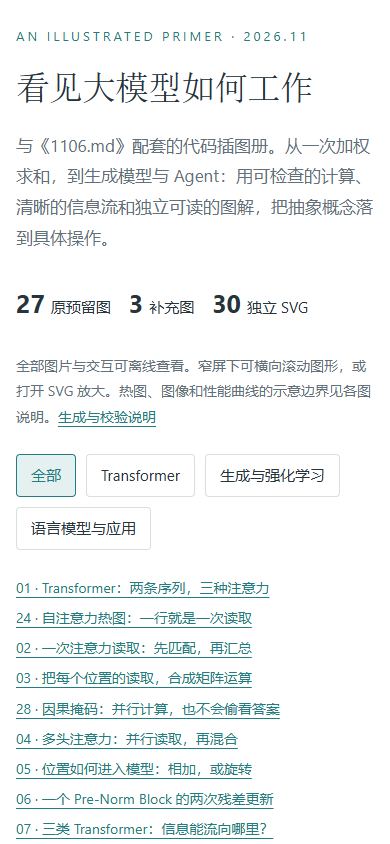 AN ILLUSTRATED PRIMER · 2026.11
看见大模型如何工作
与《1106.md》配套的代码插图册。从一次加权
求和，到生成模型与 Agent：用可检查的计算、
清晰的信息流和独立可读的图解，把抽象概念落
到具体操作。
27 原预留图 3 补充图 30 独立 SVG
全部图片与交互可离线查看。窄屏下可横向滚动图形，或
打开 SVG 放大。热图、图像和性能曲线的示意边界见各图
说明。生成与校验说明
全部 Transformer 生成与强化学习
语言模型与应用
01 · Transformer：两条序列，三种注意力
24 · 自注意力热图：一行就是一次读取
02 · 一次注意力读取：先匹配，再汇总
03 · 把每个位置的读取，合成矩阵运算
28 · 因果掩码：并行计算，也不会偷看答案
04 · 多头注意力：并行读取，再混合
05 · 位置如何进入模型：相加，或旋转
06 · 一个 Pre-Norm Block 的两次残差更新
07 · 三类 Transformer：信息能流向哪里？